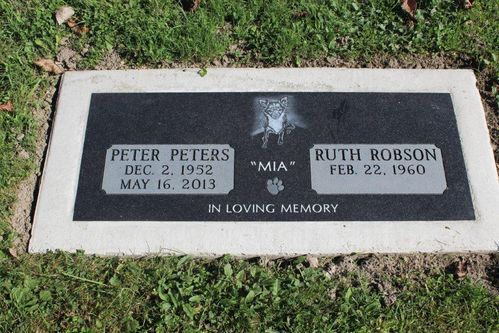 PETER PETERS
DEC. 2, 1952
MAY 16, 2013
"MIA"
RUTH ROBSON
FEB. 22, 1960
IN LOVING MEMORY